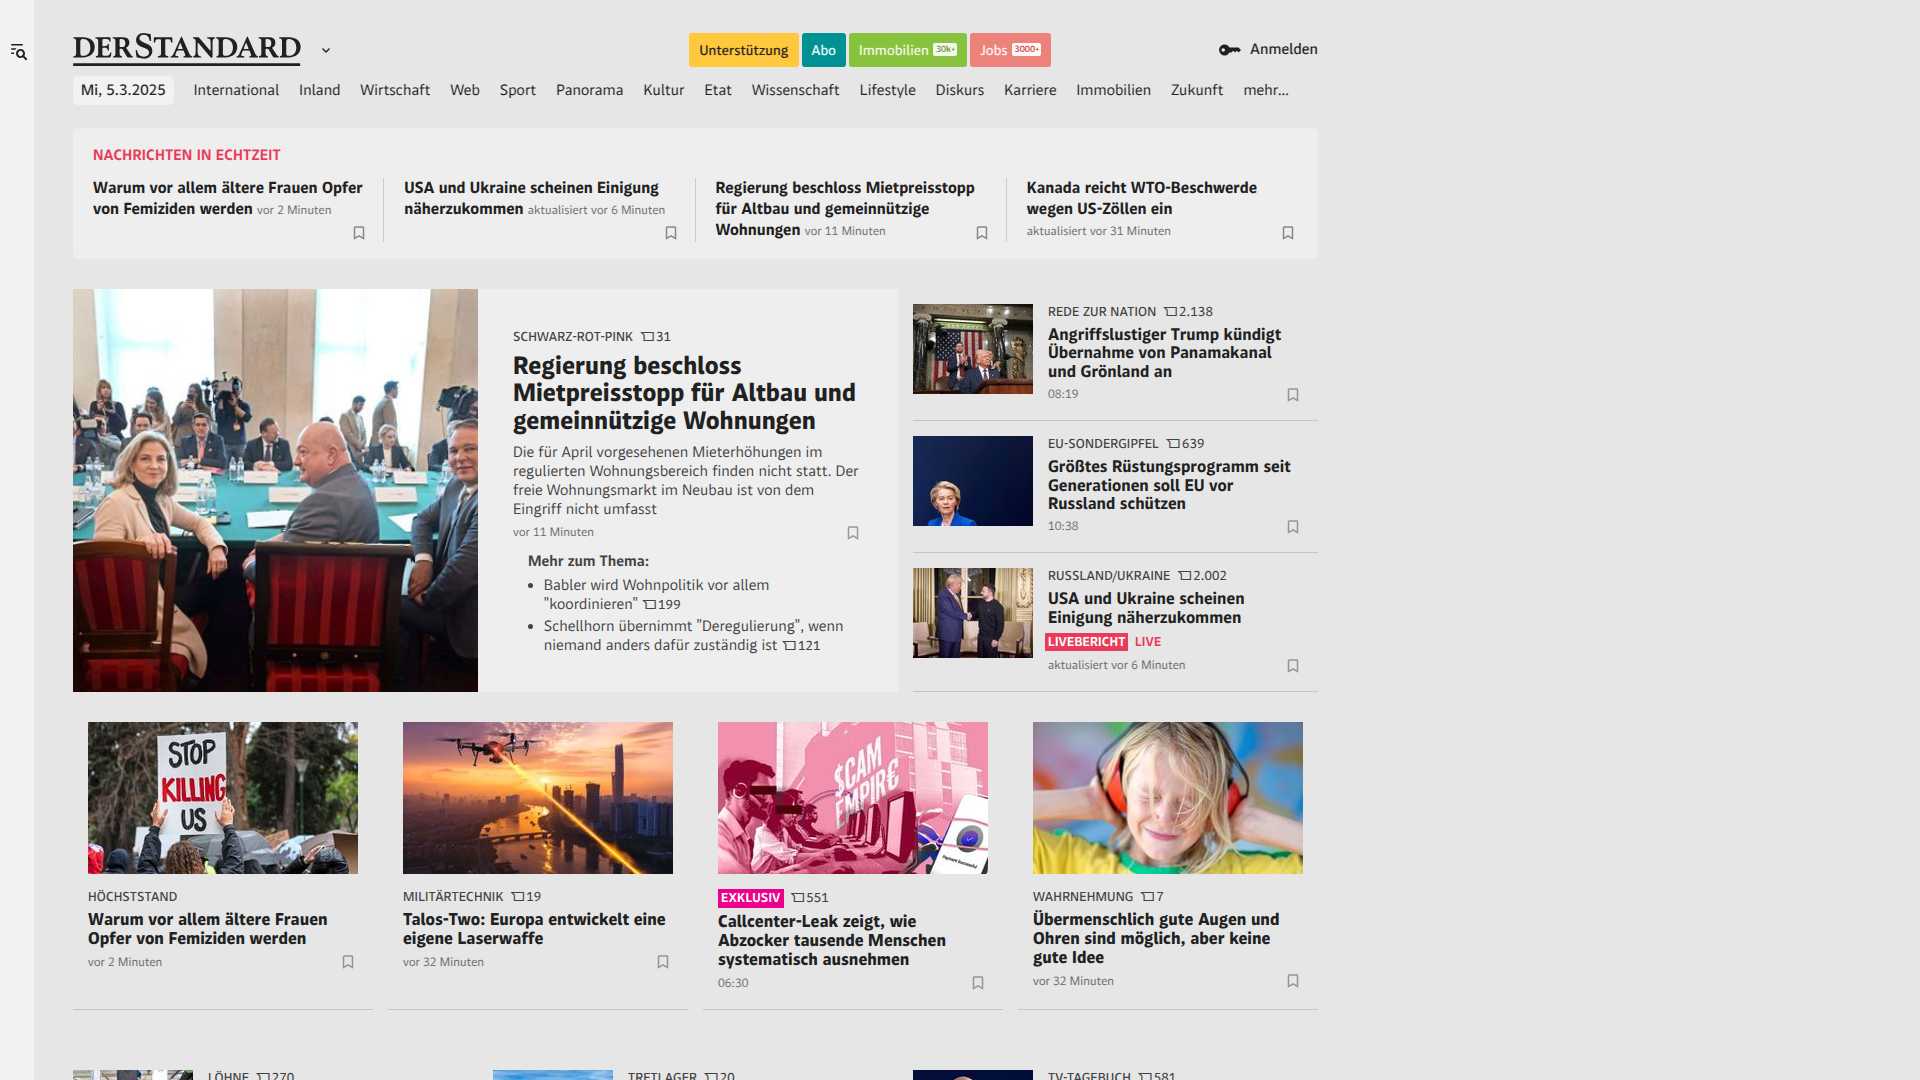 DERSTANDARD
Unterstützung
Abo
Immobilien 30k+
Jobs 3000+
Anmelden
Mi, 5.3.2025
International
Inland
Wirtschaft
Web
Sport
Panorama
Kultur
Etat
Wissenschaft
Lifestyle
Diskurs
Karriere
Immobilien
Zukunft
mehr...
NACHRICHTEN IN ECHTZEIT
Warum vor allem ältere Frauen Opfer
von Femiziden werden vor 2 Minuten
USA und Ukraine scheinen Einigung
näherzukommen aktualisiert vor 6 Minuten
Regierung beschloss Mietpreisstopp
für Altbau und gemeinnützige
Wohnungen vor 11 Minuten
Kanada reicht WTO-Beschwerde
wegen US-Zöllen ein
aktualisiert vor 31 Minuten
SCHWARZ-ROT-PINK 31
Regierung beschloss
Mietpreisstopp für Altbau und
gemeinnützige Wohnungen
Die für April vorgesehenen Mieterhöhungen im
regulierten Wohnungsbereich finden nicht statt. Der
freie Wohnungsmarkt im Neubau ist von dem
Eingriff nicht umfasst
vor 11 Minuten
Mehr zum Thema:
• Babler wird Wohnpolitik vor allem
"koordinieren" 199
• Schellhorn übernimmt "Deregulierung", wenn
niemand anders dafür zuständig ist 121
REDE ZUR NATION 2.138
Angriffslustiger Trump kündigt
Übernahme von Panamakanal
und Grönland an
08:19
EU-SONDERGIPFEL 639
Größtes Rüstungsprogramm seit
Generationen soll EU vor
Russland schützen
10:38
RUSSLAND/UKRAINE 2.002
USA und Ukraine scheinen
Einigung näherzukommen
LIVEBERICHT LIVE
aktualisiert vor 6 Minuten
STOP
KILLING
US
HÖCHSTSTAND
Warum vor allem ältere Frauen
Opfer von Femiziden werden
vor 2 Minuten
MILITÄRTECHNIK 19
Talos-Two: Europa entwickelt eine
eigene Laserwaffe
vor 32 Minuten
$CAM
EMPIR€
Payment Successful
EXKLUSIV 551
Callcenter-Leak zeigt, wie
Abzocker tausende Menschen
systematisch ausnehmen
06:30
WAHRNEHMUNG 7
Übermenschlich gute Augen und
Ohren sind möglich, aber keine
gute Idee
vor 32 Minuten
LÖHNE 270
TRETLAGER 20
TV-TAGEBUCH 581